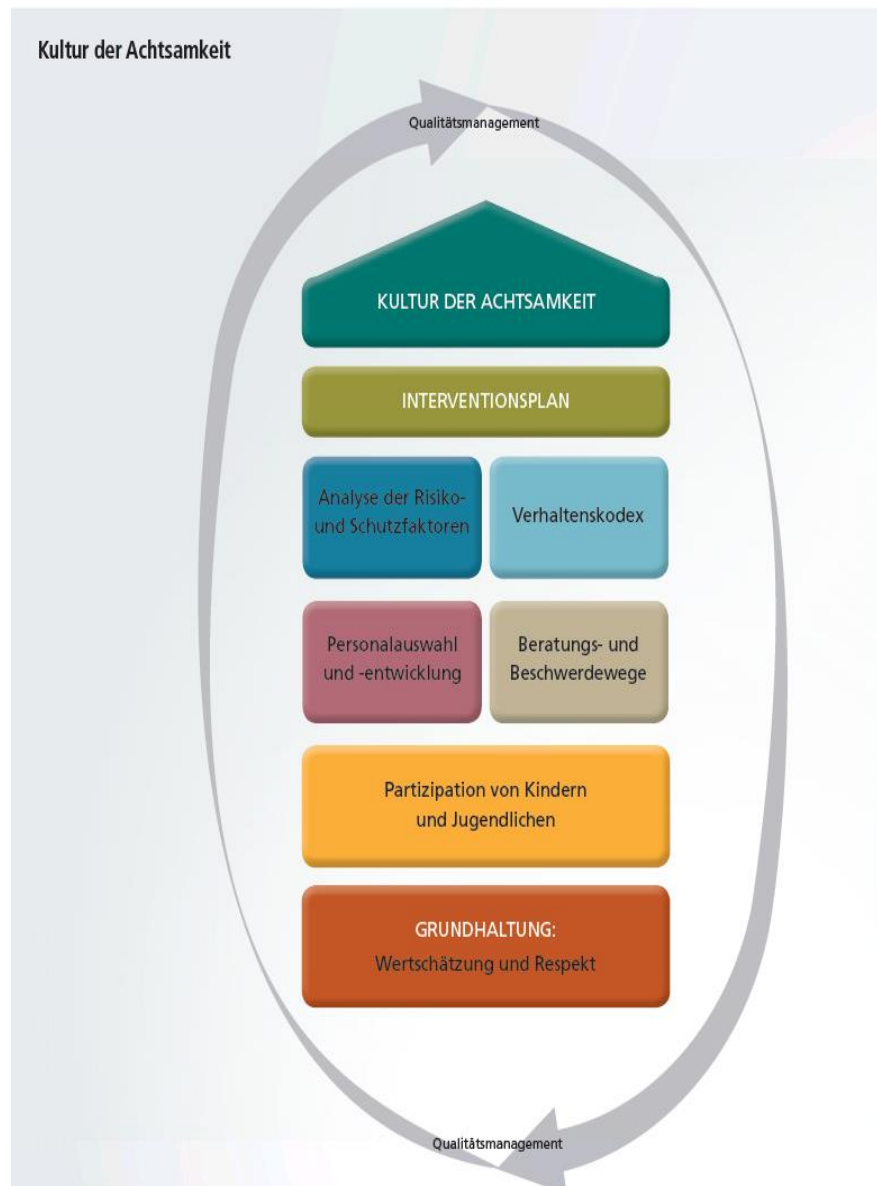 Kultur der Achtsamkeit
Qualitätsmanagement
KULTUR DER ACHTSAMKEIT
INTERVENTIONSPLAN
Analyse der Risiko-
und Schutzfaktoren
Verhaltenskodex
Personalauswahl
und -entwicklung
Beratungs- und
Beschwerdewege
Partizipation von Kindern
und Jugendlichen
GRUNDHALTUNG:
Wertschätzung und Respekt
Qualitätsmanagement